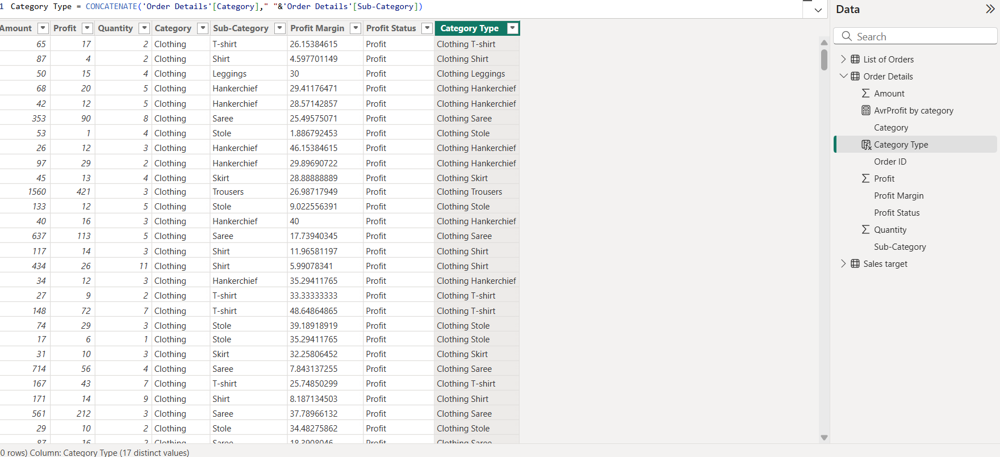 1 Category Type = CONCATENATE('Order Details'[Category]," "&'Order Details'[Sub-Category])
Amount Profit Quantity Category Sub-Category Profit Margin Profit Status Category Type
65 17 2 Clothing T-shirt 26.15384615 Profit Clothing T-shirt
87 4 2 Clothing Shirt 4.597701149 Profit Clothing Shirt
50 15 4 Clothing Leggings 30 Profit Clothing Leggings
68 20 5 Clothing Hankerchief 29.41176471 Profit Clothing Hankerchief
42 12 5 Clothing Hankerchief 28.57142857 Profit Clothing Hankerchief
353 90 8 Clothing Saree 25.49575071 Profit Clothing Saree
53 1 4 Clothing Stole 1.886792453 Profit Clothing Stole
26 12 3 Clothing Hankerchief 46.15384615 Profit Clothing Hankerchief
97 29 2 Clothing Hankerchief 29.89690722 Profit Clothing Hankerchief
45 13 4 Clothing Skirt 28.88888889 Profit Clothing Skirt
1560 421 3 Clothing Trousers 26.98717949 Profit Clothing Trousers
133 12 5 Clothing Stole 9.022556391 Profit Clothing Stole
40 16 3 Clothing Hankerchief 40 Profit Clothing Hankerchief
637 113 5 Clothing Saree 17.73940345 Profit Clothing Saree
117 14 3 Clothing Shirt 11.96581197 Profit Clothing Shirt
434 26 11 Clothing Shirt 5.99078341 Profit Clothing Shirt
34 12 3 Clothing Hankerchief 35.29411765 Profit Clothing Hankerchief
27 9 2 Clothing T-shirt 33.33333333 Profit Clothing T-shirt
148 72 7 Clothing T-shirt 48.64864865 Profit Clothing T-shirt
74 29 3 Clothing Stole 39.18918919 Profit Clothing Stole
17 6 1 Clothing Stole 35.29411765 Profit Clothing Stole
31 10 3 Clothing Skirt 32.25806452 Profit Clothing Skirt
714 56 4 Clothing Saree 7.843137255 Profit Clothing Saree
167 43 7 Clothing T-shirt 25.74850299 Profit Clothing T-shirt
171 14 9 Clothing Shirt 8.187134503 Profit Clothing Shirt
561 212 3 Clothing Saree 37.78966132 Profit Clothing Saree
29 10 2 Clothing Stole 34.48275862 Profit Clothing Stole
87 16 2 Clothing Saree 18.3908046 Profit Clothing Saree
0 rows) Column: Category Type (17 distinct values)
Data
Search
List of Orders
Order Details
Amount
AvrProfit by category
Category
Category Type
Order ID
Profit
Profit Margin
Profit Status
Quantity
Sub-Category
Sales target